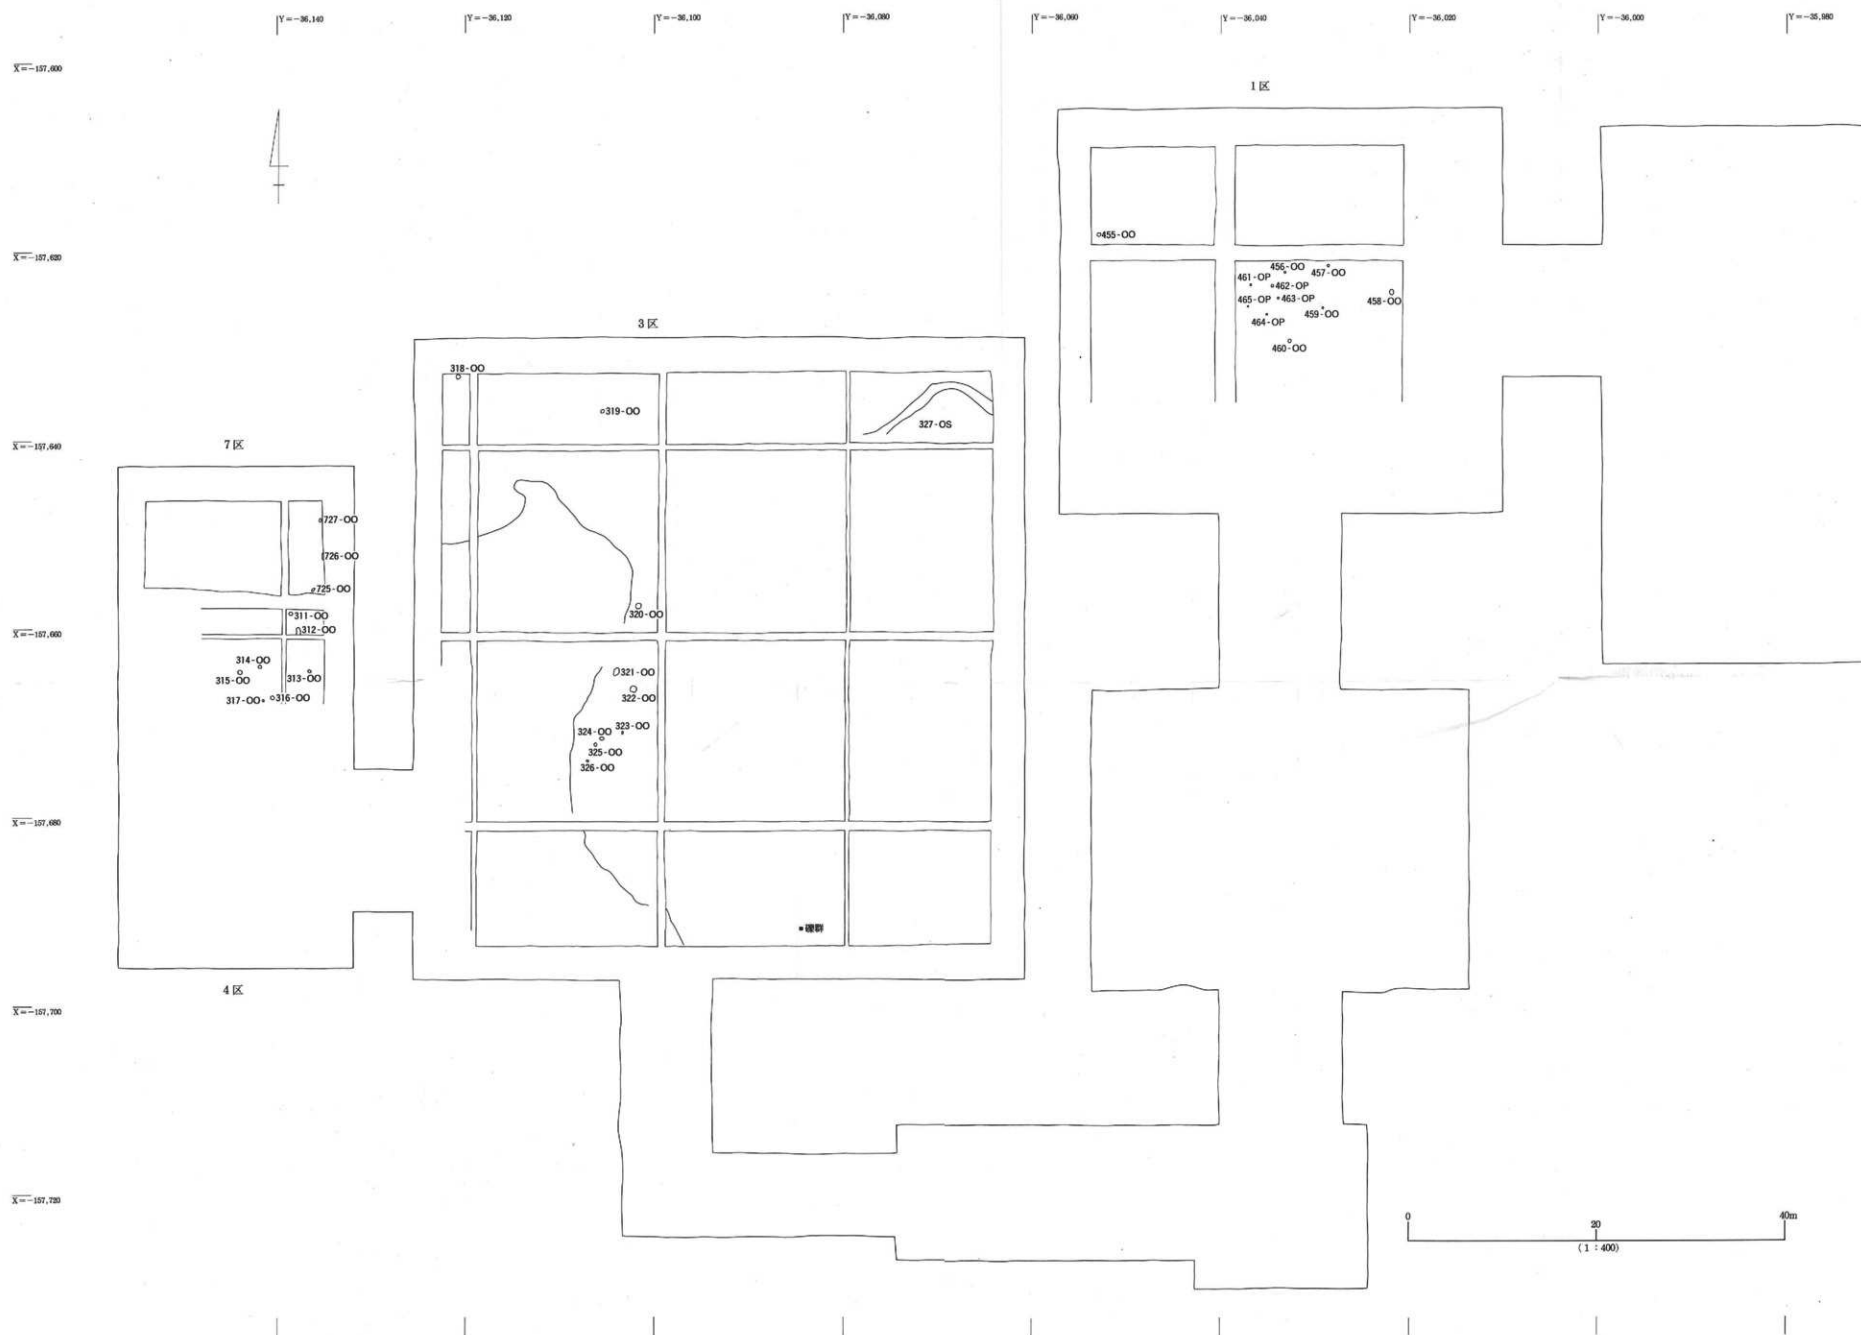 Y=-36,140
Y=-36,120
Y=-36,100
Y=-36,080
Y=-36,060
Y=-36,040
Y=-36,020
Y=-36,000
Y=-35,980
X=-157,600
1区
455-OO
X=-157,620
456-OO
457-OO
461-OP
462-OP
458-OO
465-OP
463-OP
459-OO
464-OP
460-OO
3区
318-OO
319-OO
327-OS
7区
X=-157,640
727-OO
726-OO
725-OO
320-OO
311-OO
312-OO
X=-157,660
314-OO
315-OO
313-OO
317-OO
316-OO
321-OO
322-OO
323-OO
324-OO
325-OO
326-OO
X=-157,680
礫群
4区
X=-157,700
X=-157,720
0
20
40m
(1:400)